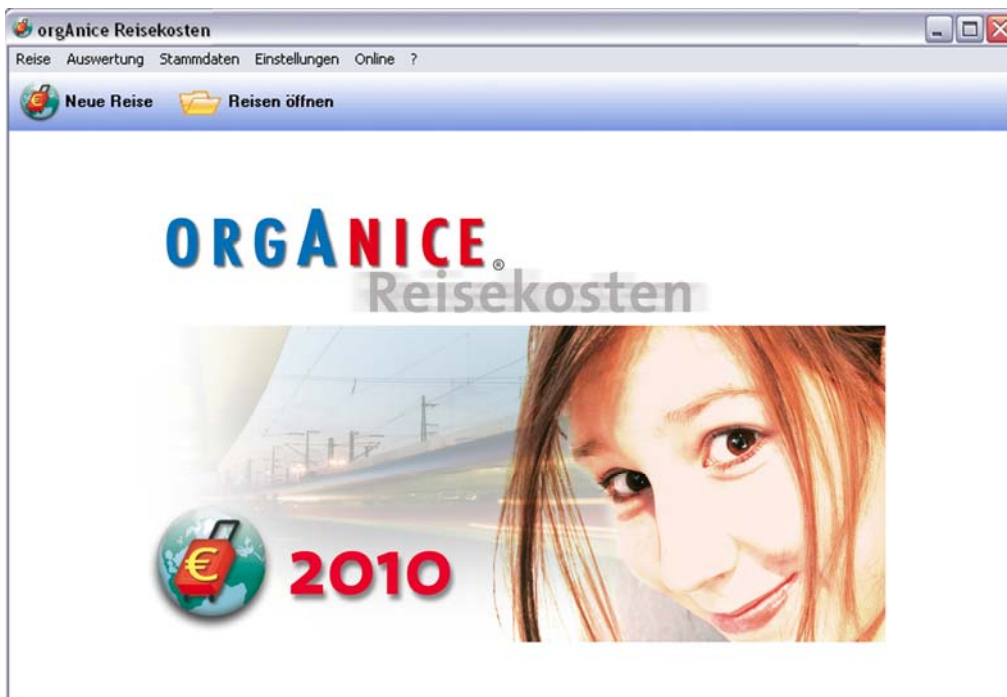 orgAnice Reisekosten
Reise Auswertung Stammdaten Einstellungen Online ?
Neue Reise Reisen öffnen
ORGANICE®
Reisekosten
€ 2010